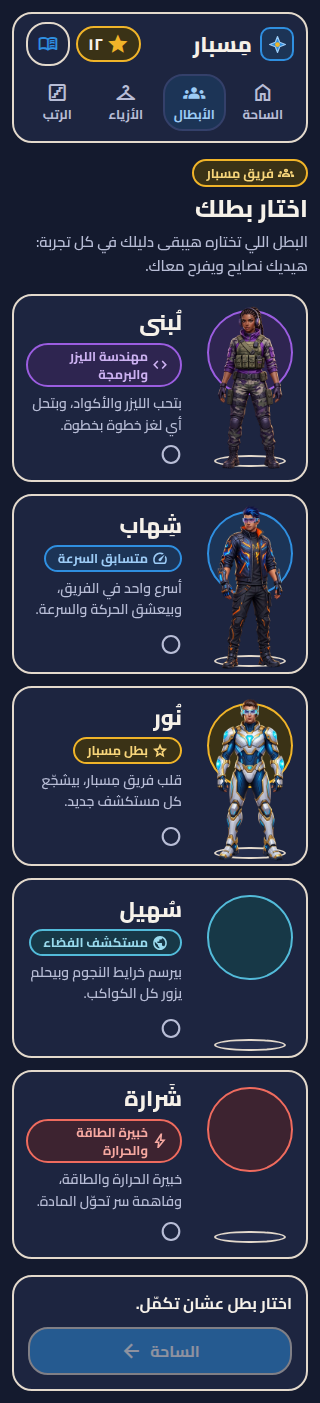 مِسبار
١٢
الساحة
الأبطال
الأزياء
الرتب
فريق مِسبار
اختار بطلك
البطل اللي تختاره هيبقى دليلك في كل تجربة:
هيديك نصايح ويفرح معاك.
لُبنى
مهندسة الليزر
والبرمجة
بتحب الليزر والأكواد، وبتحل
أي لغز خطوة بخطوة.
شِهاب
متسابق السرعة
أسرع واحد في الفريق،
وبيعشق الحركة والسرعة.
نُور
بطل مِسبار
قلب فريق مِسبار، بيشجّع
كل مستكشف جديد.
سُهيل
مستكشف الفضاء
بيرسم خرايط النجوم وبيحلم
يزور كل الكواكب.
شَرارة
خبيرة الطاقة
والحرارة
خبيرة الحرارة والطاقة،
وفاهمة سر تحوّل المادة.
اختار بطل عشان تكمّل.
الساحة